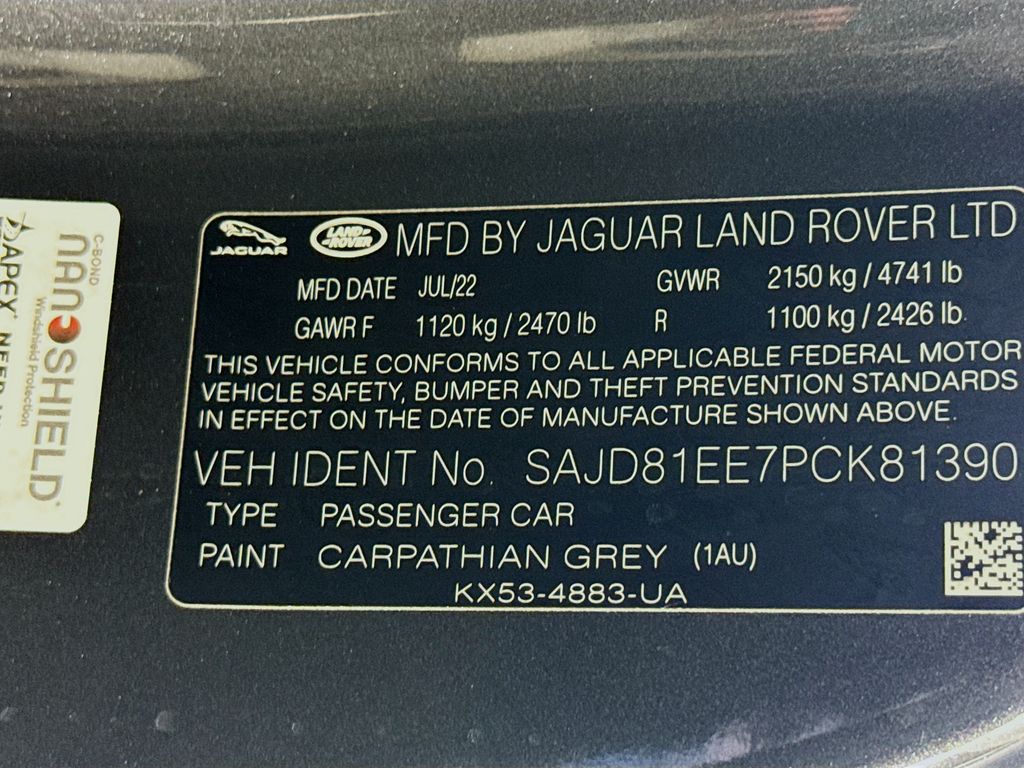 JAGUAR LAND-ROVER MFD BY JAGUAR LAND ROVER LTD
MFD DATE JUL/22 GVWR 2150 kg / 4741 lb
GAWR F 1120 kg / 2470 lb R 1100 kg / 2426 lb
THIS VEHICLE CONFORMS TO ALL APPLICABLE FEDERAL MOTOR
VEHICLE SAFETY, BUMPER AND THEFT PREVENTION STANDARDS
IN EFFECT ON THE DATE OF MANUFACTURE SHOWN ABOVE.
VEH IDENT No. SAJD81EE7PCK81390
TYPE PASSENGER CAR
PAINT CARPATHIAN GREY (1AU)
KX53-4883-UA
C-BOND
NANOSHIELD
Windshield Protection
APEX